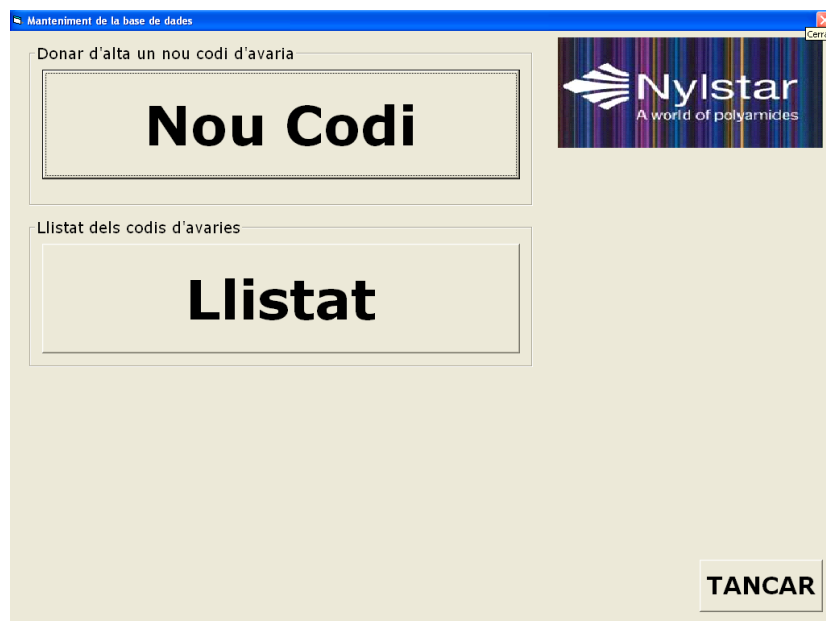 Manteniment de la base de dades
Donar d'alta un nou codi d'avaria
Nou Codi
Nylstar
A world of polyamides
Llistat dels codis d'avaries
Llistat
TANCAR